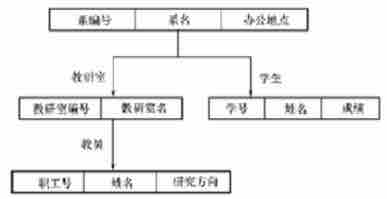 系编号 系名 办公地点
教研室 学生
教研室编号 教研室名 学号 姓名 成绩
教员
职工号 姓名 研究方向